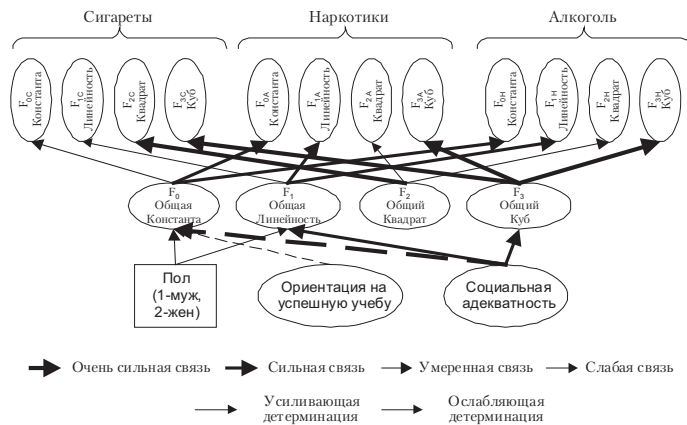 Сигареты
Наркотики
Алкоголь
F0C
Константа
F1C
Линейность
F2C
Квадрат
F3C
Куб
F0A
Константа
F1A
Линейность
F2A
Квадрат
F3A
Куб
F0H
Константа
F1H
Линейность
F2H
Квадрат
F3H
Куб
F0
Общая
Константа
F1
Общая
Линейность
F2
Общий
Квадрат
F3
Общий
Куб
Пол
(1-муж,
2-жен)
Ориентация на
успешную учебу
Социальная
адекватность
Очень сильная связь
Сильная связь
Умеренная связь
Слабая связь
Усиливающая
детерминация
Ослабляющая
детерминация